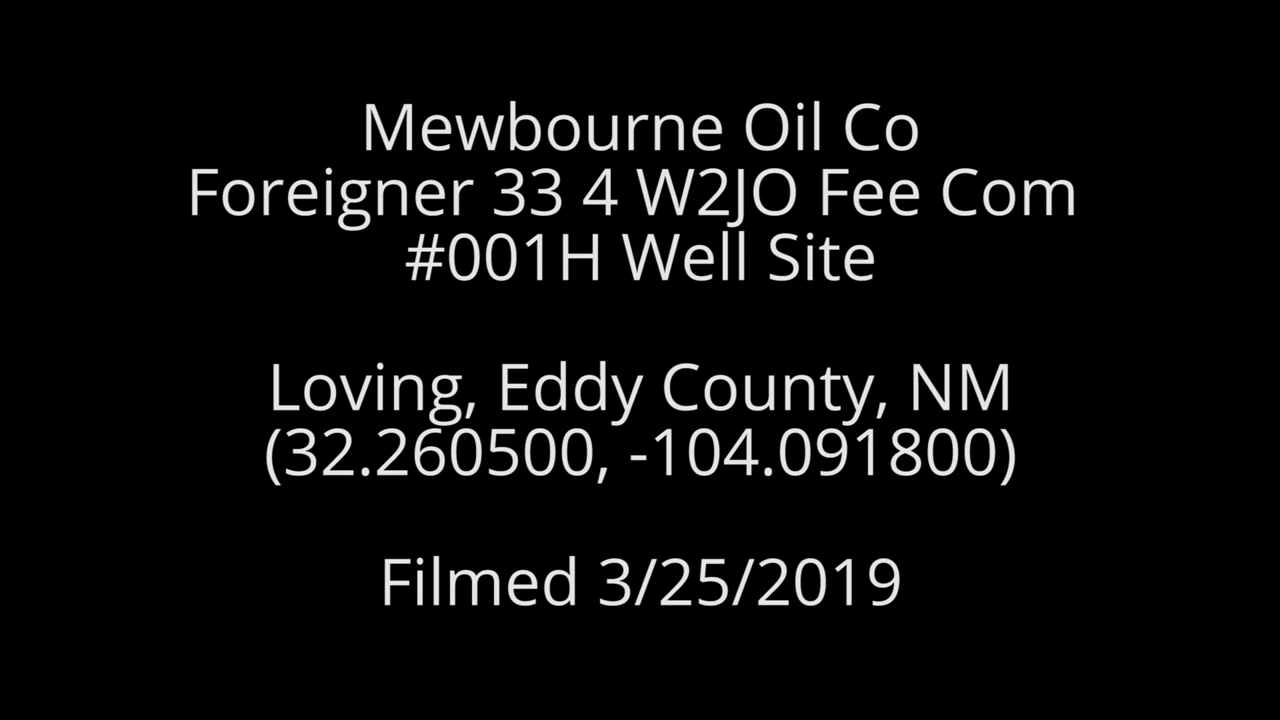 Mewbourne Oil Co
Foreigner 33 4 W2JO Fee Com
#001H Well Site
Loving, Eddy County, NM
(32.260500, -104.091800)
Filmed 3/25/2019